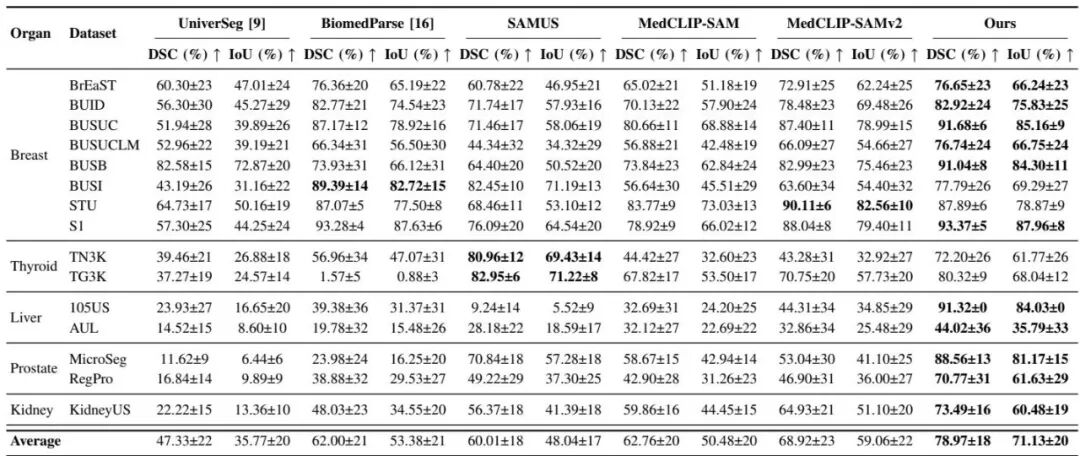 Organ Dataset UniverSeg [9] BiomedParse [16] SAMUS MedCLIP-SAM MedCLIP-SAMv2 Ours
DSC (%) ↑ IoU (%) ↑ DSC (%) ↑ IoU (%) ↑ DSC (%) ↑ IoU (%) ↑ DSC (%) ↑ IoU (%) ↑ DSC (%) ↑ IoU (%) ↑ DSC (%) ↑ IoU (%) ↑
Breast BrEaST 60.30±23 47.01±24 76.36±20 65.19±22 60.78±22 46.95±21 65.02±21 51.18±19 72.91±25 62.24±25 76.65±23 66.24±23
BUID 56.30±30 45.27±29 82.77±21 74.54±23 71.74±17 57.93±16 70.13±22 57.90±24 78.48±23 69.48±26 82.92±24 75.83±25
BUSUC 51.94±28 39.89±26 87.17±12 78.92±16 71.46±17 58.06±19 80.66±11 68.88±14 87.40±11 78.99±15 91.68±6 85.16±9
BUSUCLM 52.96±22 39.19±21 66.34±31 56.50±30 44.34±32 34.32±29 56.88±21 42.48±19 66.09±27 54.66±27 76.74±24 66.75±24
BUSB 82.58±15 72.87±20 73.93±31 66.12±31 64.40±20 50.52±20 73.84±23 62.84±24 82.99±23 75.46±23 91.04±8 84.30±11
BUSI 43.19±26 31.16±22 89.39±14 82.72±15 82.45±10 71.19±13 56.64±30 45.51±29 63.60±34 54.40±32 77.79±26 69.29±27
STU 64.73±17 50.16±19 87.07±5 77.50±8 68.46±11 53.10±12 83.77±9 73.03±13 90.11±6 82.56±10 87.89±6 78.87±9
S1 57.30±25 44.25±24 93.28±4 87.63±6 76.09±20 64.54±20 78.92±9 66.02±12 88.04±8 79.40±11 93.37±5 87.96±8
Thyroid TN3K 39.46±21 26.88±18 56.96±34 47.07±31 80.96±12 69.43±14 44.42±27 32.60±23 43.28±31 32.92±27 72.20±26 61.77±26
TG3K 37.27±19 24.57±14 1.57±5 0.88±3 82.95±6 71.22±8 67.82±17 53.50±17 70.75±20 57.73±20 80.32±9 68.04±12
Liver 105US 23.93±27 16.65±20 39.38±36 31.37±31 9.24±14 5.52±9 32.69±31 24.20±25 44.31±34 34.85±29 91.32±0 84.03±0
AUL 14.52±15 8.60±10 19.78±32 15.48±26 28.18±22 18.59±17 32.12±27 22.69±22 32.86±34 25.48±29 44.02±36 35.79±33
Prostate MicroSeg 11.62±9 6.44±6 23.98±24 16.25±20 70.84±18 57.28±18 58.67±15 42.94±14 53.04±30 41.10±25 88.56±13 81.17±15
RegPro 16.84±14 9.89±9 38.88±32 29.53±27 49.22±29 37.30±25 42.90±28 31.26±23 46.90±31 36.00±27 70.77±31 61.63±29
Kidney KidneyUS 22.22±15 13.36±10 48.03±23 34.55±20 56.37±18 41.39±18 59.86±16 44.45±15 64.93±21 51.10±20 73.49±16 60.48±19
Average 47.33±22 35.77±20 62.00±21 53.38±21 60.01±18 48.04±17 62.76±20 50.48±20 68.92±23 59.06±22 78.97±18 71.13±20